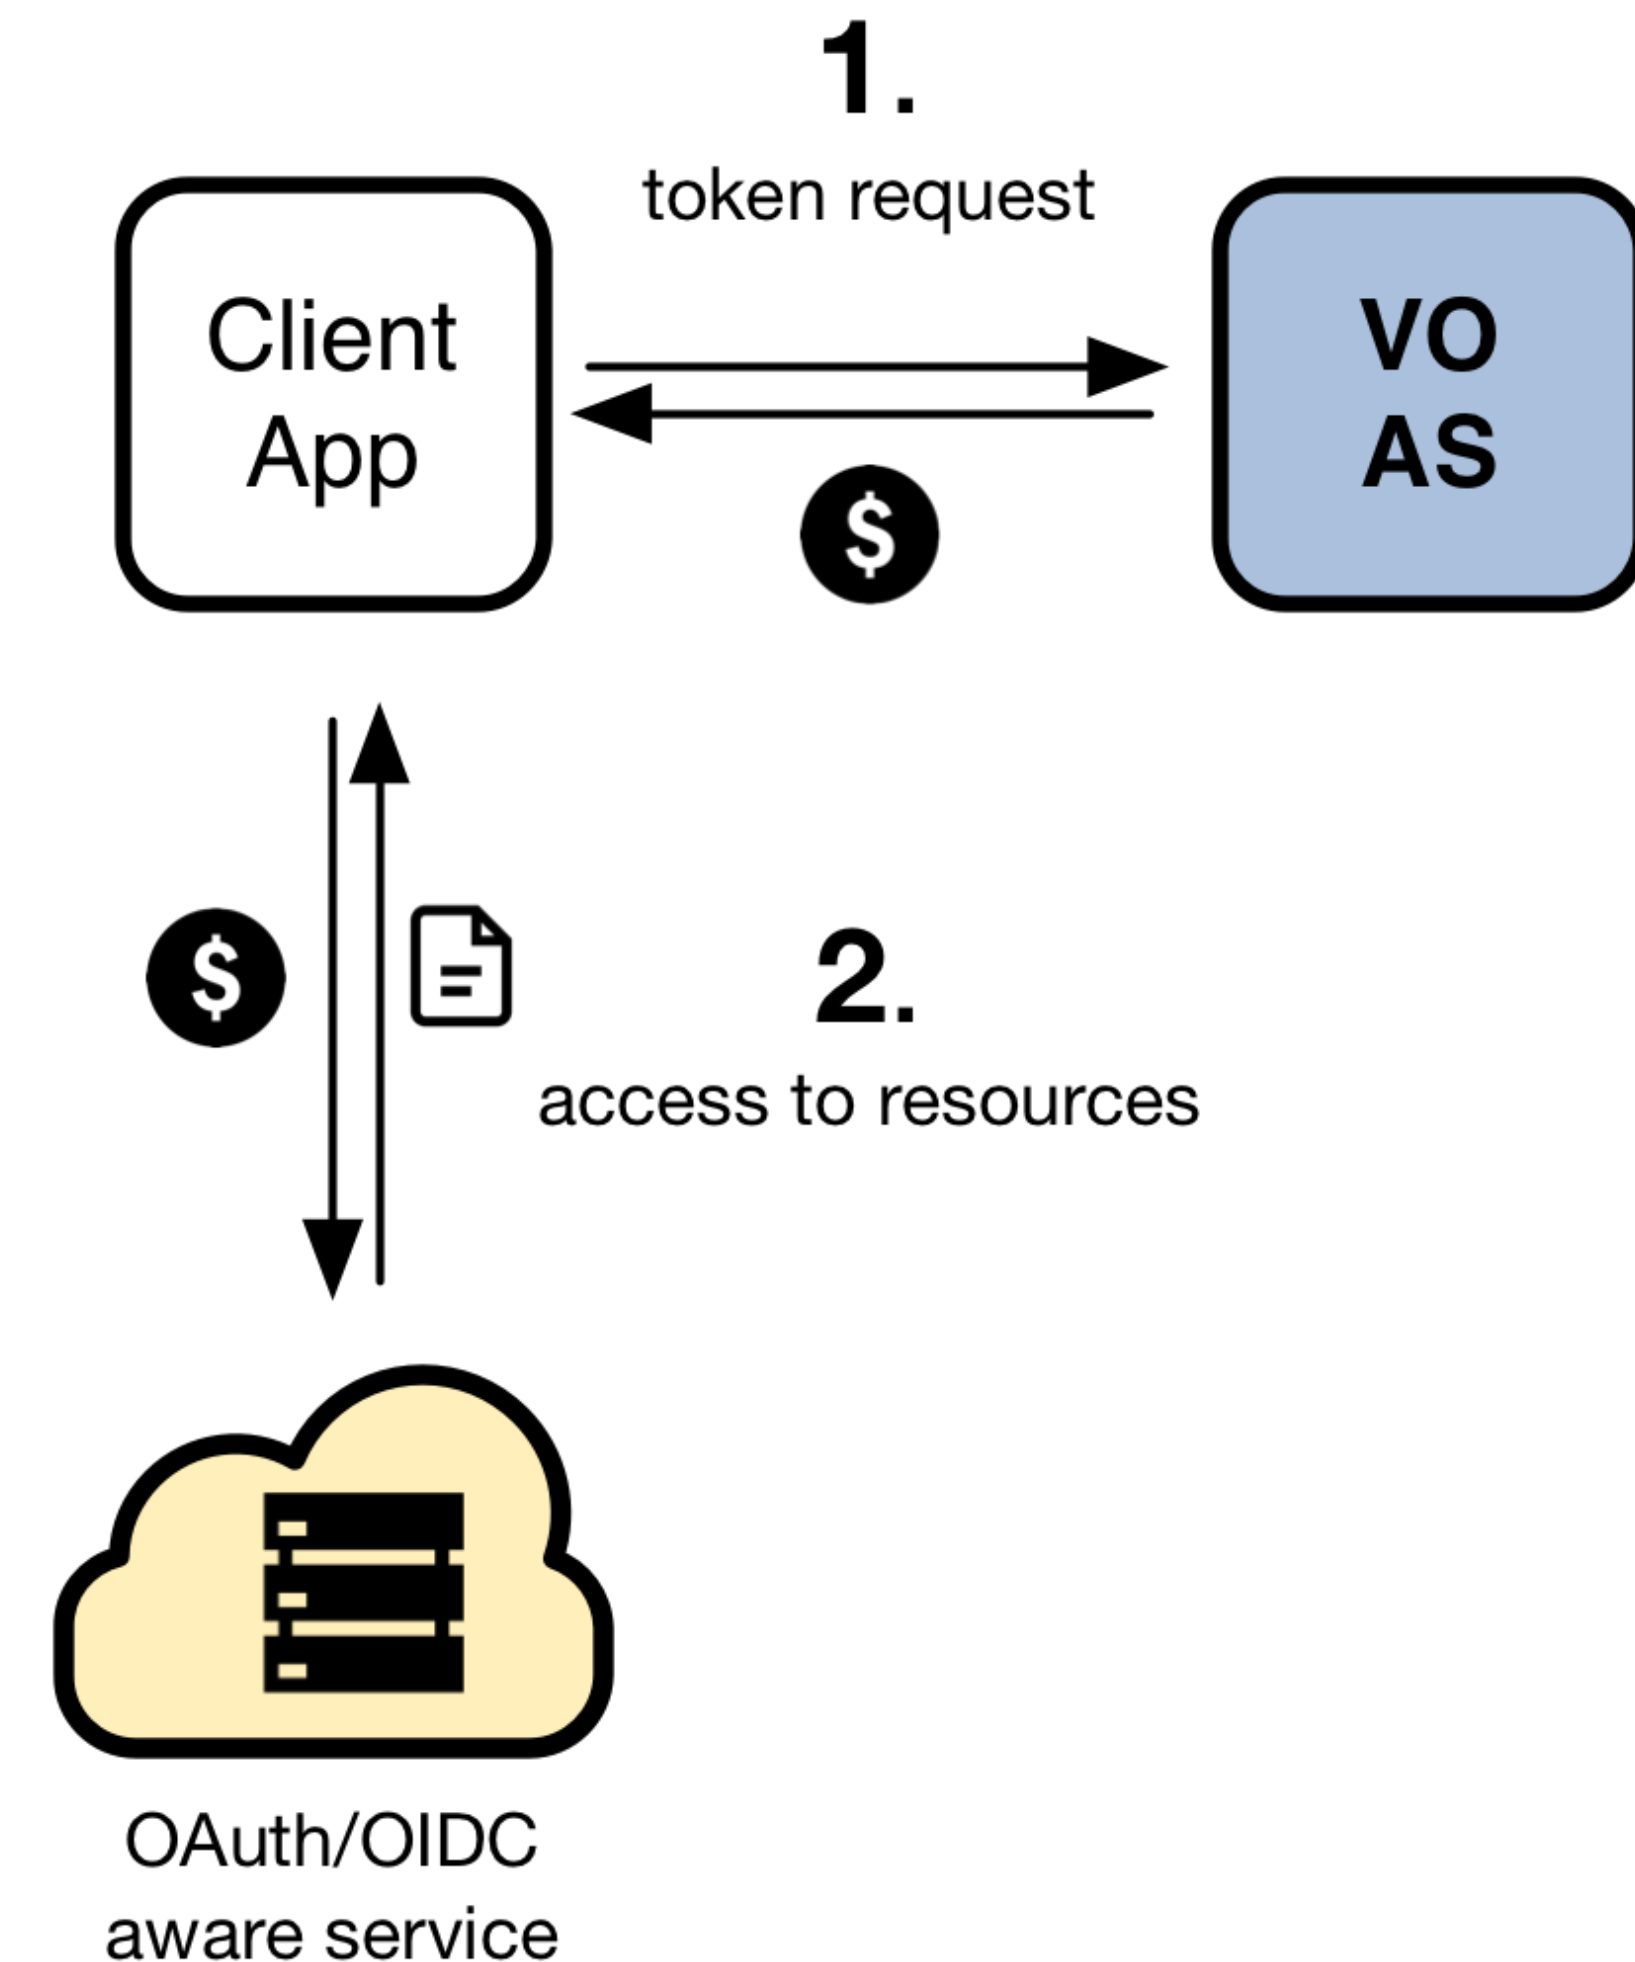 1.
token request
Client
App
VO
AS
$
$
2.
access to resources
OAuth/OIDC
aware service